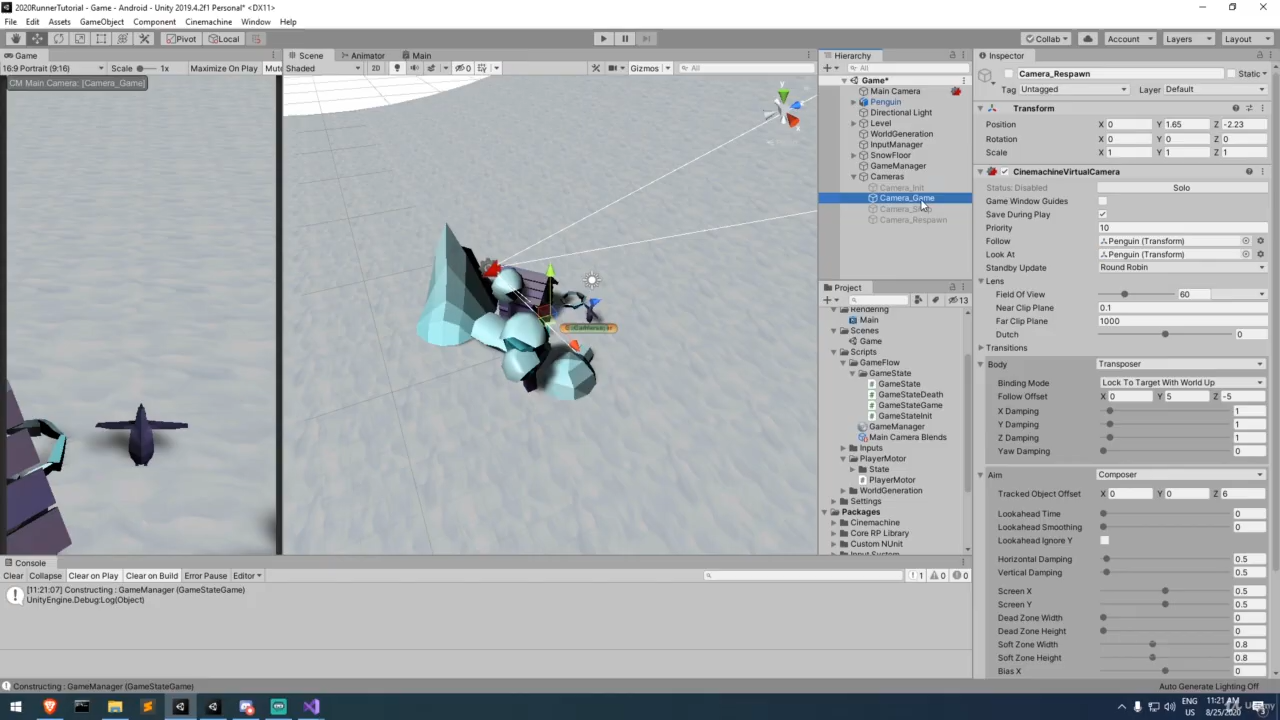 2020RunnerTutorial - Game - Android - Unity 2019.4.2f1 Personal* <DX11>
File Edit Assets GameObject Component Cinemachine Window Help
Pivot Local Collab Account Layers Layout
Game Scene Animator Main Hierarchy Inspector
16:9 Portrait (9:16) Scale 1x Maximize On Play Mut Shaded 2D 0 Gizmos All All
CM Main Camera: [Camera_Game]
Game*
Main Camera
Penguin
Directional Light
Level
WorldGeneration
InputManager
SnowFloor
GameManager
Cameras
Camera_Init
Camera_Game
Camera_Respawn
Project
13
Rendering
Main
Scenes
Game
Scripts
GameFlow
GameState
GameState
GameStateDeath
GameStateGame
GameStateInit
GameManager
Main Camera Blends
Inputs
PlayerMotor
State
PlayerMotor
WorldGeneration
Settings
Packages
Cinemachine
Core RP Library
Custom NUnit
Input System
Camera_Respawn Static
Tag Untagged Layer Default
Transform
Position X 0 Y 1.65 Z -2.23
Rotation X 0 Y 0 Z 0
Scale X 1 Y 1 Z 1
CinemachineVirtualCamera
Status: Disabled Solo
Game Window Guides
Save During Play
Priority 10
Follow Penguin (Transform)
Look At Penguin (Transform)
Standby Update Round Robin
Lens
Field Of View 60
Near Clip Plane 0.1
Far Clip Plane 1000
Dutch 0
Transitions
Body Transposer
Binding Mode Lock To Target With World Up
Follow Offset X 0 Y 5 Z -5
X Damping 1
Y Damping 1
Z Damping 1
Yaw Damping 0
Aim Composer
Tracked Object Offset X 0 Y 0 Z 6
Lookahead Time 0
Lookahead Smoothing 0
Lookahead Ignore Y
Horizontal Damping 0.5
Vertical Damping 0.5
Screen X 0.5
Screen Y 0.5
Dead Zone Width 0
Dead Zone Height 0
Soft Zone Width 0.8
Soft Zone Height 0.8
Bias X 0
Console
Clear Collapse Clear on Play Clear on Build Error Pause Editor 1 0 0
[11:21:07] Constructing : GameManager (GameStateGame)
UnityEngine.Debug:Log(Object)
Constructing : GameManager (GameStateGame)
Auto Generate Lighting Off
ENG 11:21 AM
US 8/25/2020
Udemy